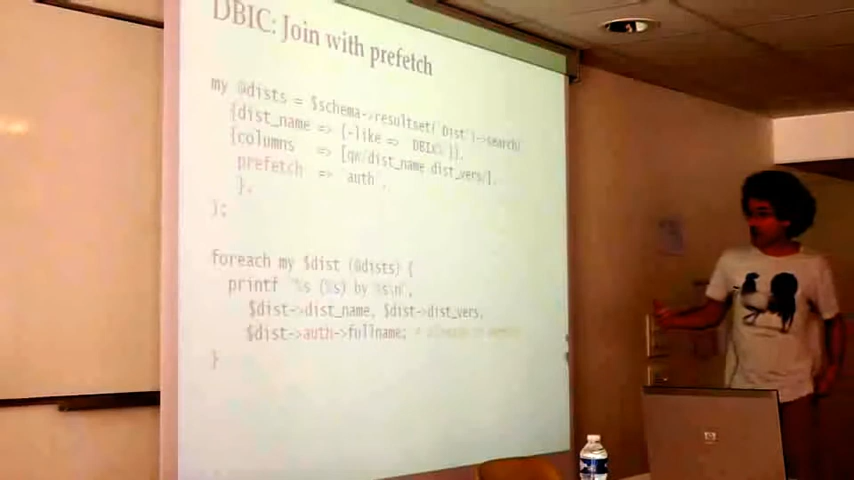 DBIC: Join with prefetch
my @dists = $schema->resultset('Dist')->search(
{dist_name => {-like => 'DBIx%'}},
{columns => [qw/dist_name dist_vers/],
prefetch => 'auth',
},
);
foreach my $dist (@dists) {
printf "%s (%s) by %s\n",
$dist->dist_name, $dist->dist_vers,
$dist->auth->fullname; #
}
hp